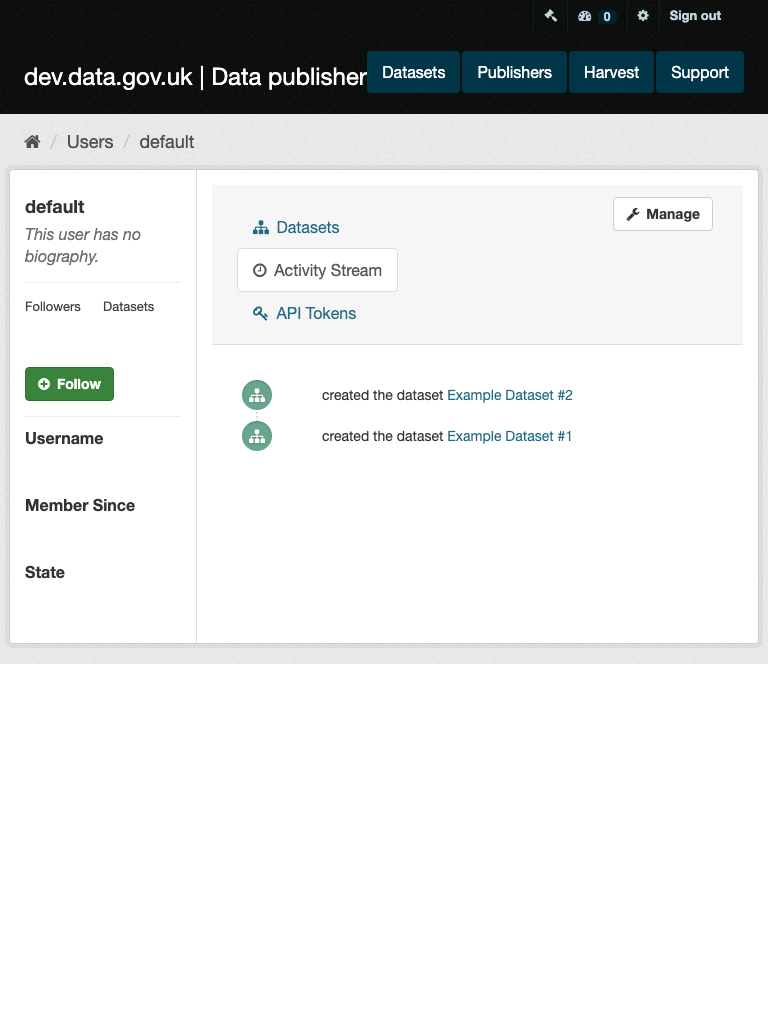 0
Sign out
dev.data.gov.uk | Data publisher
Datasets
Publishers
Harvest
Support
/ Users / default
default
This user has no
biography.
Followers
Datasets
Follow
Username
Member Since
State
Datasets
Manage
Activity Stream
API Tokens
created the dataset Example Dataset #2
created the dataset Example Dataset #1